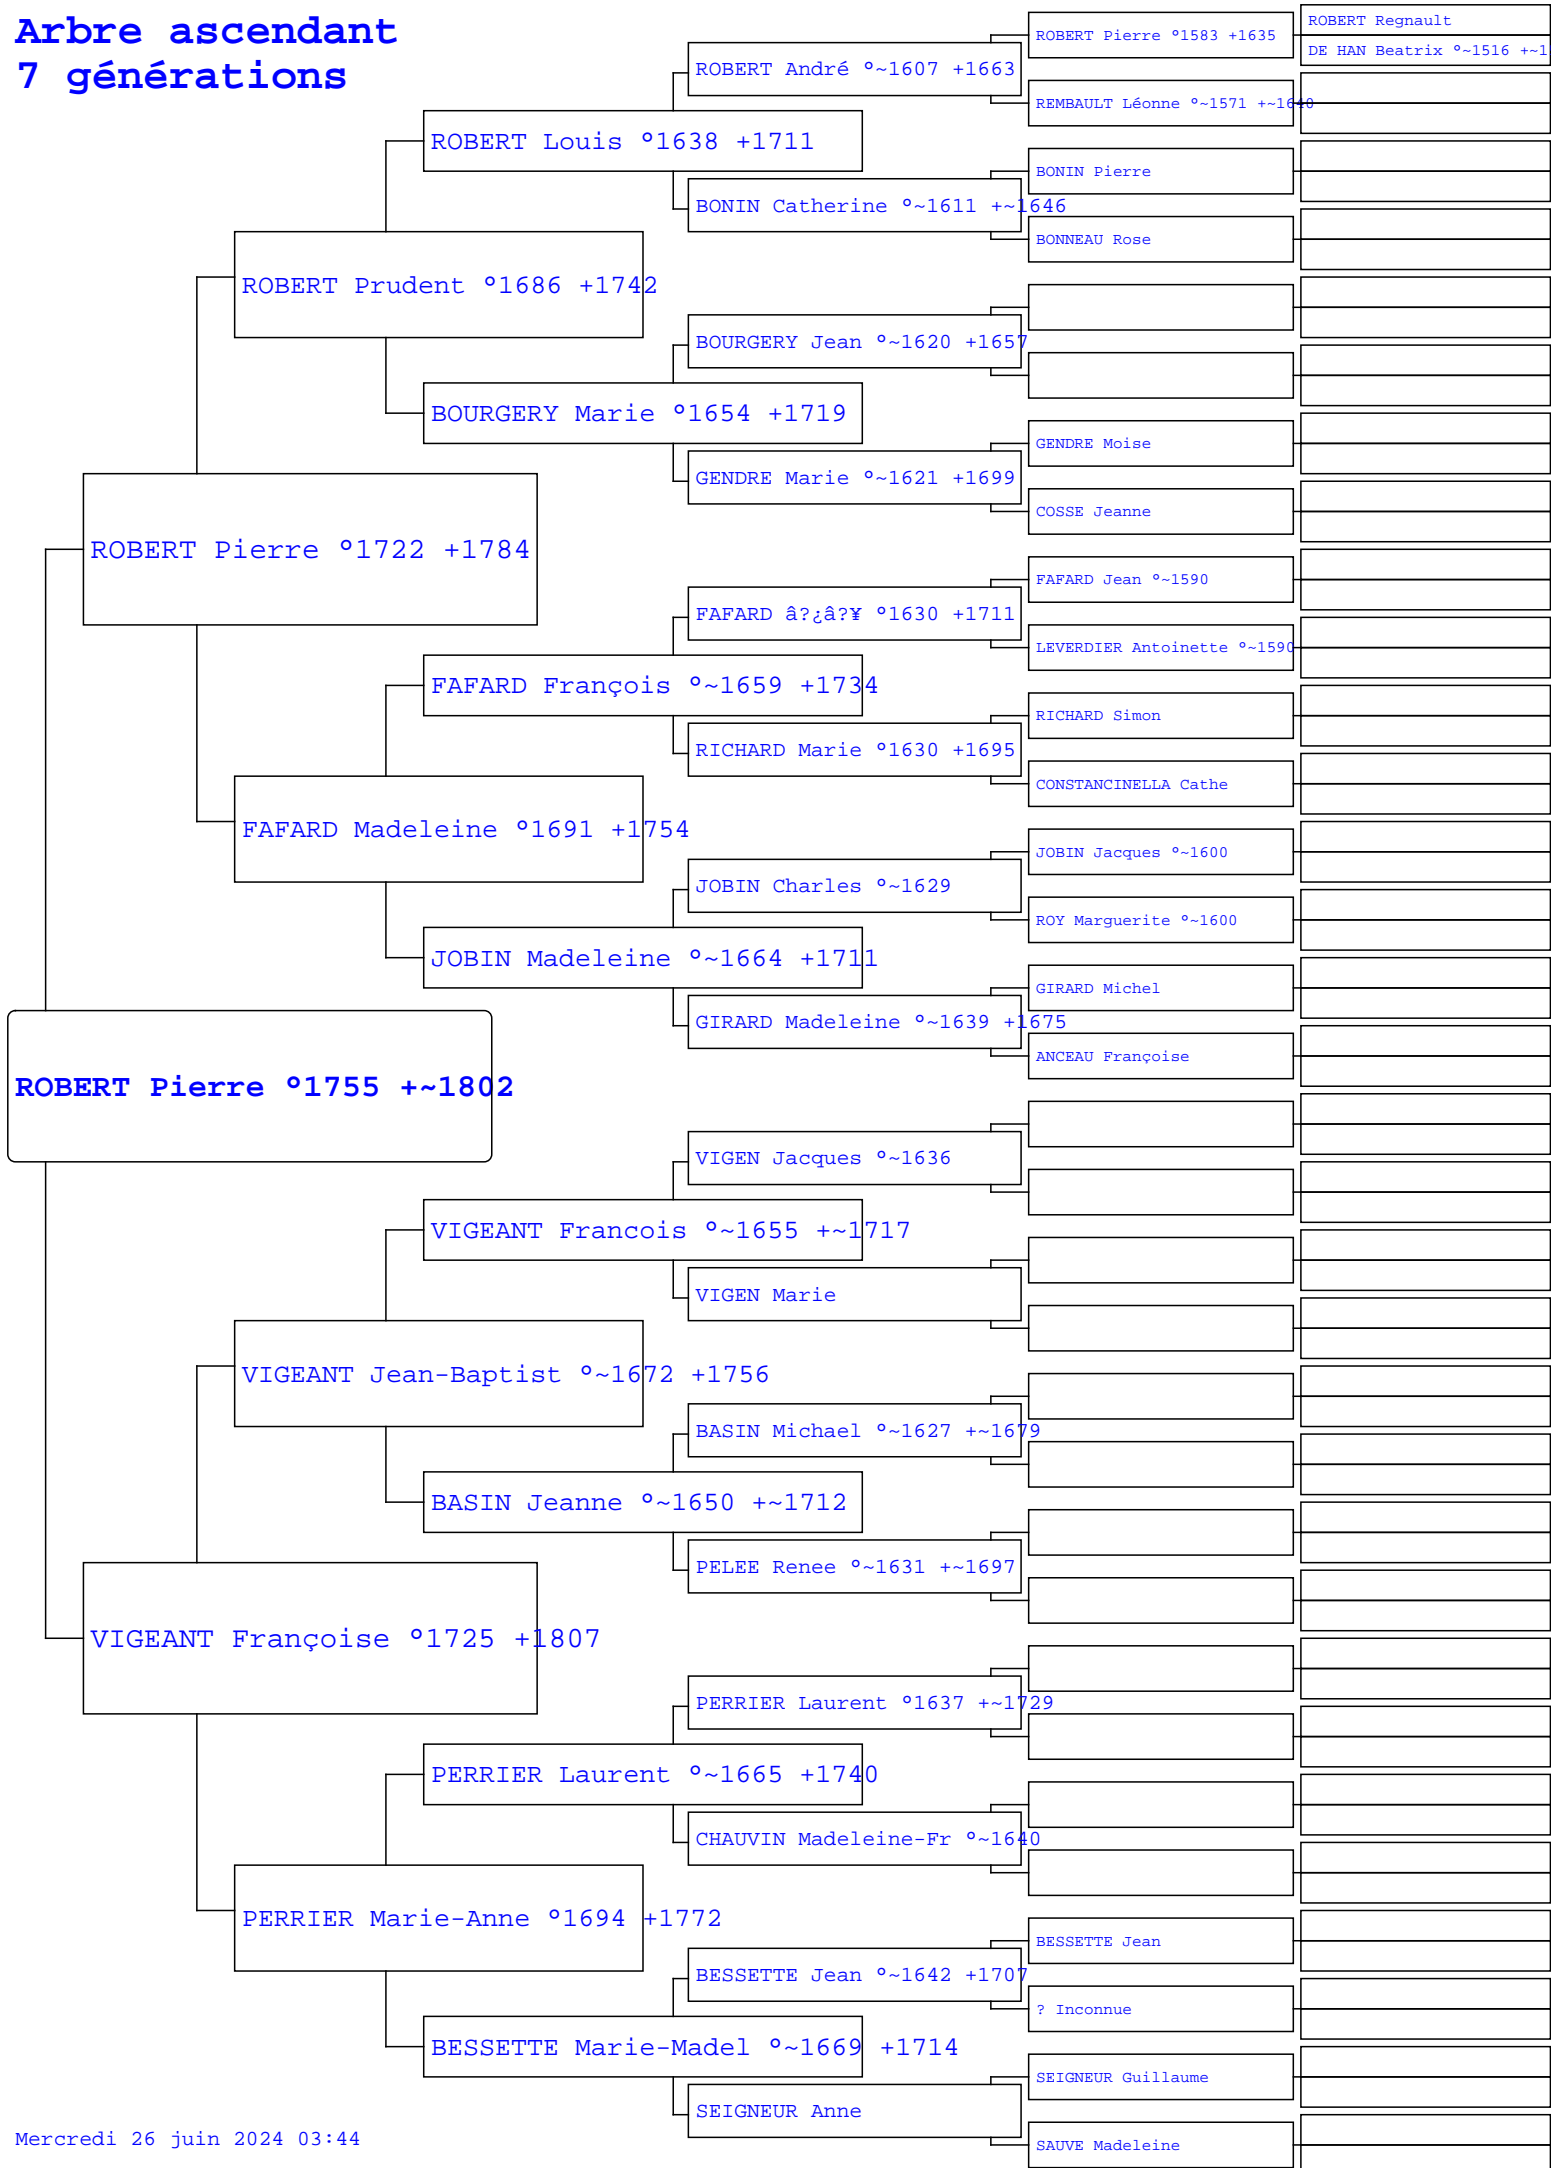 Arbre ascendant
7 générations
ROBERT Regnault
ROBERT Pierre °1583 +1635
DE HAN Beatrix °~1516 +~1
ROBERT André °~1607 +1663
REMBAULT Léonne °~1571 +~1640
ROBERT Louis °1638 +1711
BONIN Pierre
BONIN Catherine °~1611 +~1646
BONNEAU Rose
ROBERT Prudent °1686 +1742
BOURGERY Jean °~1620 +1657
BOURGERY Marie °1654 +1719
GENDRE Moise
GENDRE Marie °~1621 +1699
COSSE Jeanne
ROBERT Pierre °1722 +1784
FAFARD Jean °~1590
FAFARD â?¿â?¥ °1630 +1711
LEVERDIER Antoinette °~1590
FAFARD François °~1659 +1734
RICHARD Simon
RICHARD Marie °1630 +1695
CONSTANCINELLA Cathe
FAFARD Madeleine °1691 +1754
JOBIN Jacques °~1600
JOBIN Charles °~1629
ROY Marguerite °~1600
JOBIN Madeleine °~1664 +1711
GIRARD Michel
GIRARD Madeleine °~1639 +1675
ANCEAU Françoise
ROBERT Pierre °1755 +~1802
VIGEN Jacques °~1636
VIGEANT Francois °~1655 +~1717
VIGEN Marie
VIGEANT Jean-Baptist °~1672 +1756
BASIN Michael °~1627 +~1679
BASIN Jeanne °~1650 +~1712
PELEE Renee °~1631 +~1697
VIGEANT Françoise °1725 +1807
PERRIER Laurent °1637 +~1729
PERRIER Laurent °~1665 +1740
CHAUVIN Madeleine-Fr °~1640
PERRIER Marie-Anne °1694 +1772
BESSETTE Jean
BESSETTE Jean °~1642 +1707
? Inconnue
BESSETTE Marie-Madel °~1669 +1714
SEIGNEUR Guillaume
SEIGNEUR Anne
SAUVE Madeleine
Mercredi 26 juin 2024 03:44